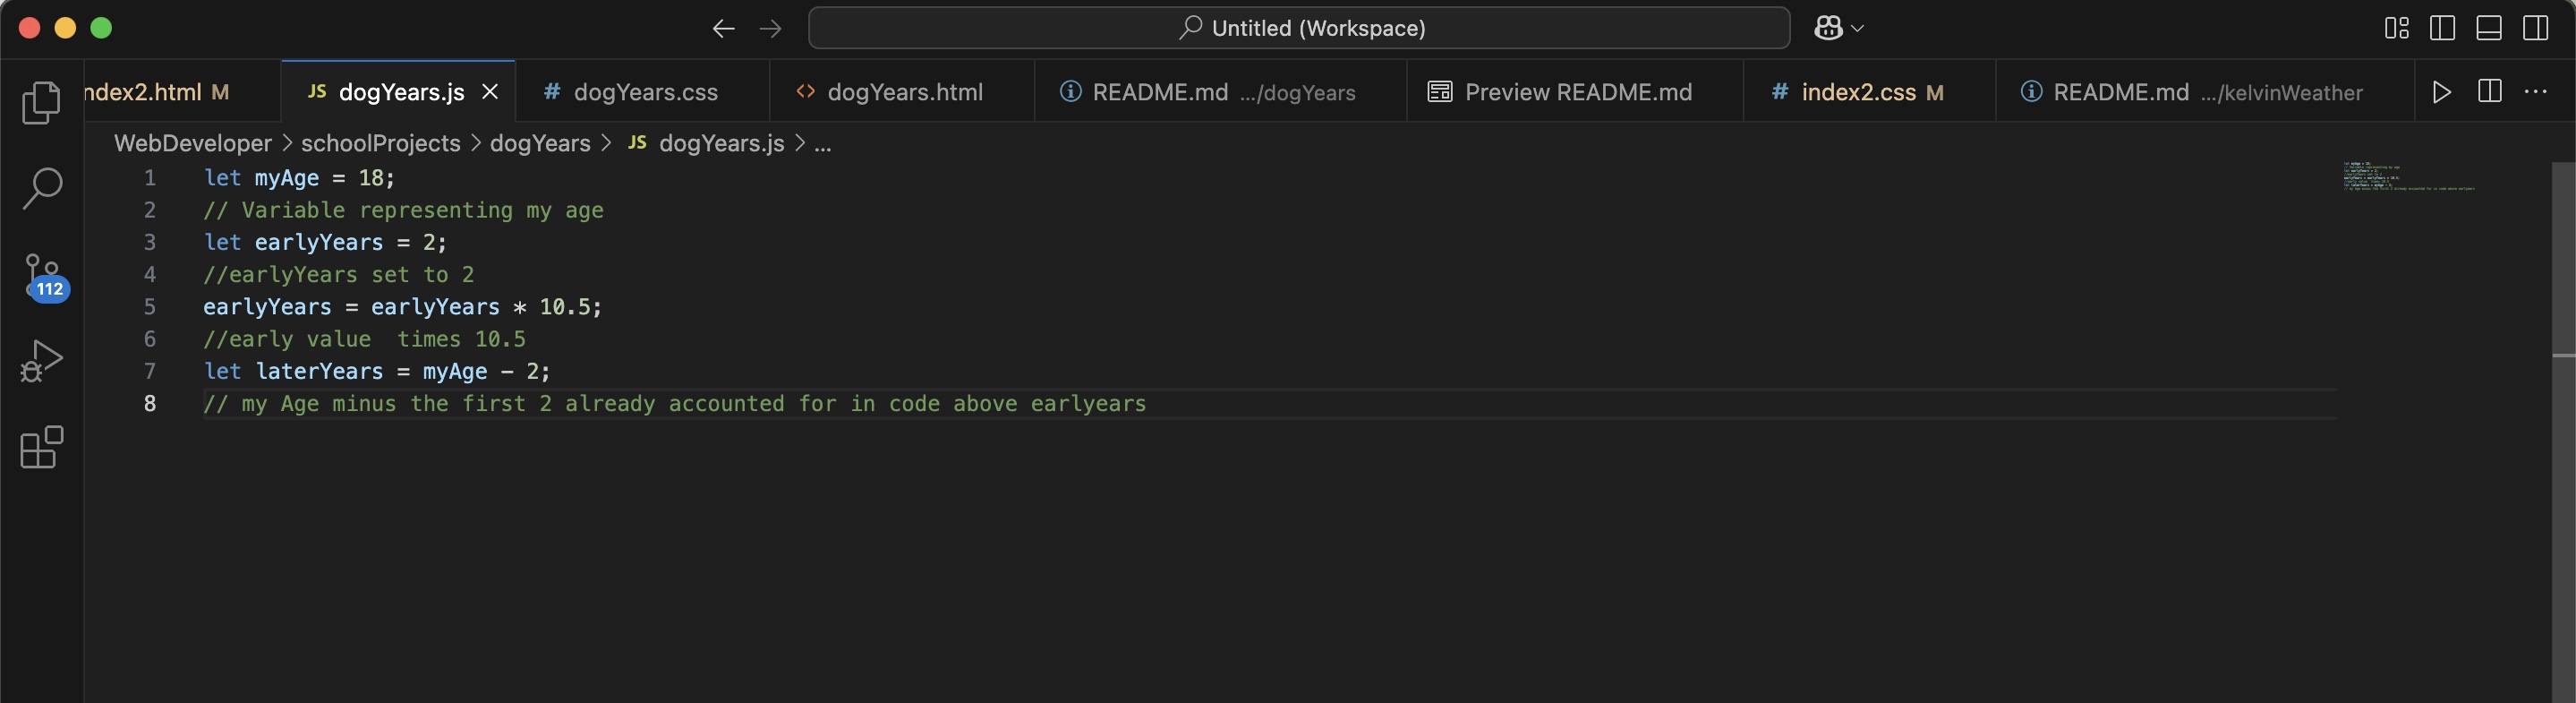 Untitled (Workspace)
ndex2.html M
JS dogYears.js
# dogYears.css
<> dogYears.html
README.md .../dogYears
Preview README.md
# index2.css M
README.md .../kelvinWeather
WebDeveloper > schoolProjects > dogYears > JS dogYears.js > ...
112
1 let myAge = 18;
2 // Variable representing my age
3 let earlyYears = 2;
4 //earlyYears set to 2
5 earlyYears = earlyYears * 10.5;
6 //early value  times 10.5
7 let laterYears = myAge - 2;
8 // my Age minus the first 2 already accounted for in code above earlyears